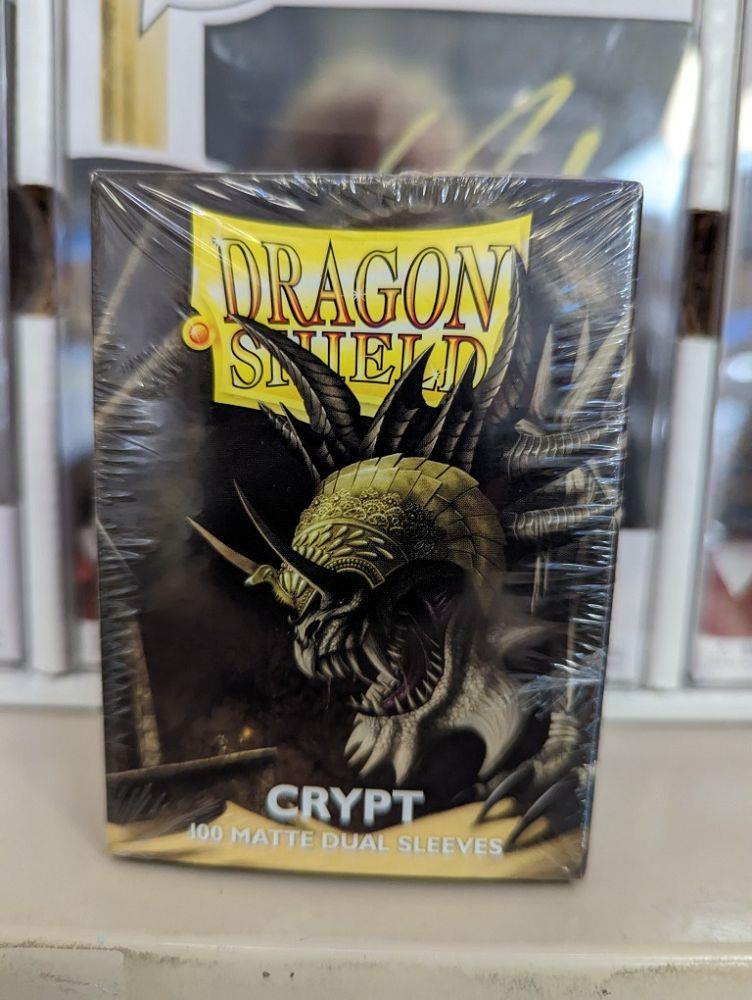 DRAGON
SHIELD
CRYPT
100 MATTE DUAL SLEEVES